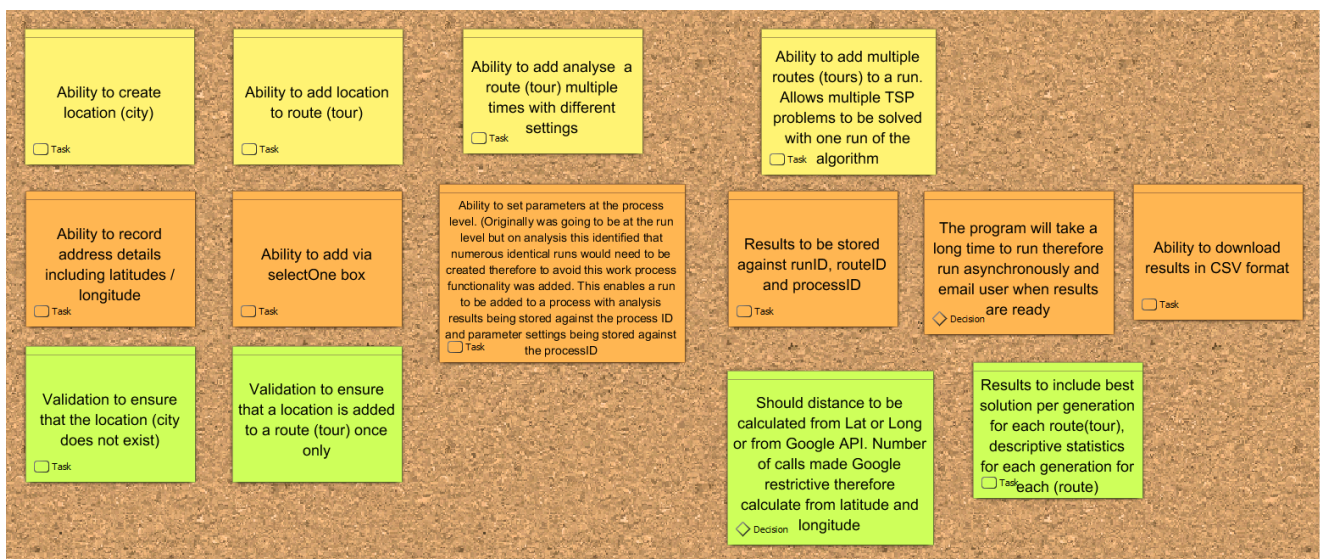 Ability to create
location (city)
Task
Ability to add location
to route (tour)
Task
Ability to add analyse a
route (tour) multiple
times with different
settings
Task
Ability to add multiple
routes (tours) to a run.
Allows multiple TSP
problems to be solved
with one run of the
algorithm
Task
Ability to record
address details
including latitudes /
longitude
Task
Ability to add via
selectOne box
Task
Ability to set parameters at the process
level. (Originally was going to be at the run
level but on analysis this identified that
numerous identical runs would need to be
created therefore to avoid this work process
functionality was added. This enables a run
to be added to a process with analysis
results being stored against the process ID
and parameter settings being stored against
the processID
Task
Results to be stored
against runID, routeID
and processID
Task
The program will take a
long time to run therefore
run asynchronously and
email user when results
are ready
Decision
Ability to download
results in CSV format
Task
Validation to ensure
that the location (city
does not exist)
Task
Validation to ensure
that a location is added
to a route (tour) once
only
Should distance to be
calculated from Lat or Long
or from Google API. Number
of calls made Google
restrictive therefore
calculate from latitude and
longitude
Decision
Results to include best
solution per generation
for each route(tour),
descriptive statistics
for each generation for
each (route)
Task